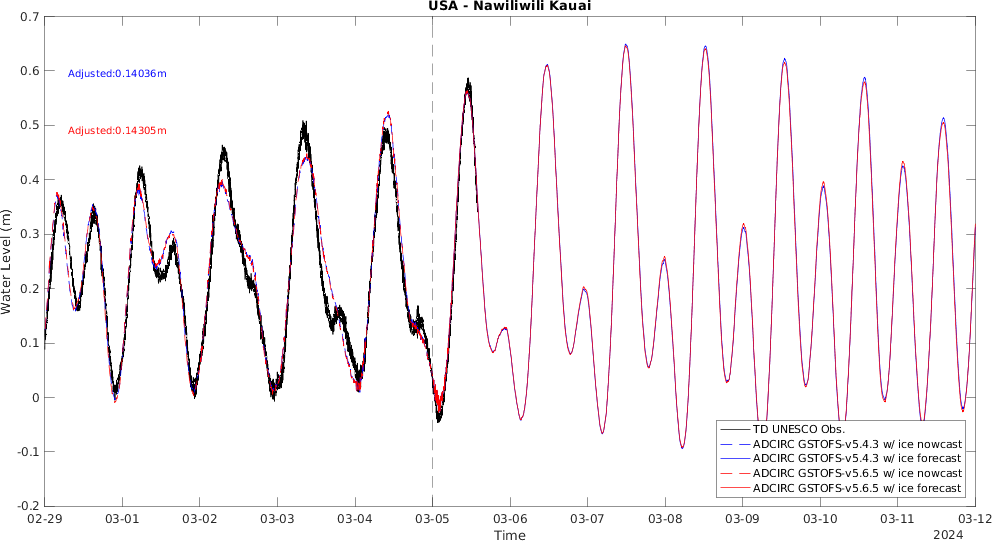 USA - Nawiliwili Kauai
0.7
0.6
0.5
0.4
0.3
0.2
0.1
0
-0.1
-0.2
Water Level (m)
Adjusted:0.14036m
Adjusted:0.14305m
TD UNESCO Obs.
ADCIRC GSTOFS-v5.4.3 w/ ice nowcast
ADCIRC GSTOFS-v5.4.3 w/ ice forecast
ADCIRC GSTOFS-v5.6.5 w/ ice nowcast
ADCIRC GSTOFS-v5.6.5 w/ ice forecast
02-29 03-01 03-02 03-03 03-04 03-05 03-06 03-07 03-08 03-09 03-10 03-11 03-12
Time
2024